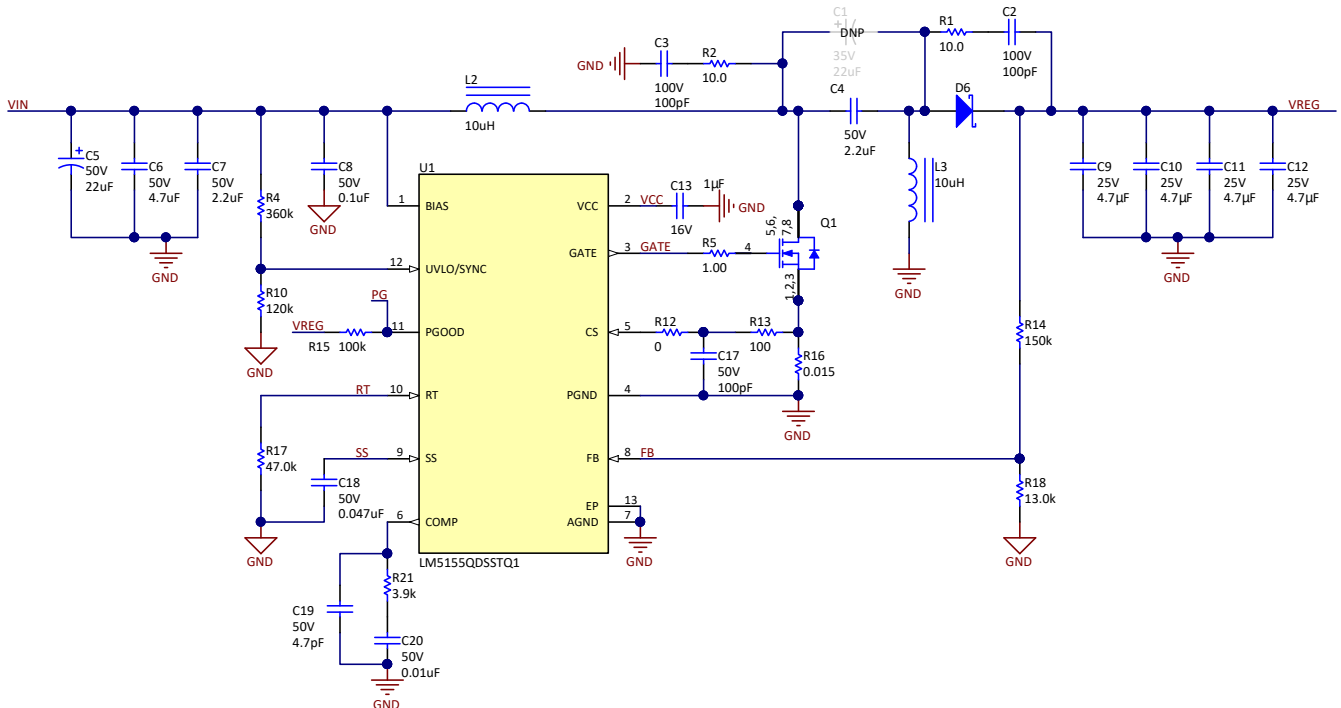 C1
+
DNP
35V
22uF
R1
10.0
C2
100V
100pF
C3
100V
100pF
R2
10.0
GND
L2
10uH
VIN
C4
50V
2.2uF
D6
VREG
C5
+
50V
22uF
C6
50V
4.7uF
C7
50V
2.2uF
R4
360k
C8
50V
0.1uF
GND
GND
L3
10uH
GND
C9
25V
4.7µF
C10
25V
4.7µF
C11
25V
4.7µF
C12
25V
4.7µF
GND
U1
1
BIAS
VCC
2
VCC
C13
1µF
16V
GND
GATE
3
GATE
R5
1.00
4
5,6,
7,8
1,2,3
Q1
12
UVLO/SYNC
R10
120k
GND
PG
VREG
R15
100k
11
PGOOD
CS
5
R12
0
R13
100
C17
50V
100pF
R16
0.015
PGND
4
GND
R14
150k
RT
10
RT
R17
47.0k
SS
9
SS
C18
50V
0.047uF
GND
FB
8
FB
R18
13.0k
GND
EP
13
AGND
7
GND
6
COMP
LM5155QDSSTQ1
R21
3.9k
C19
50V
4.7pF
C20
50V
0.01uF
GND